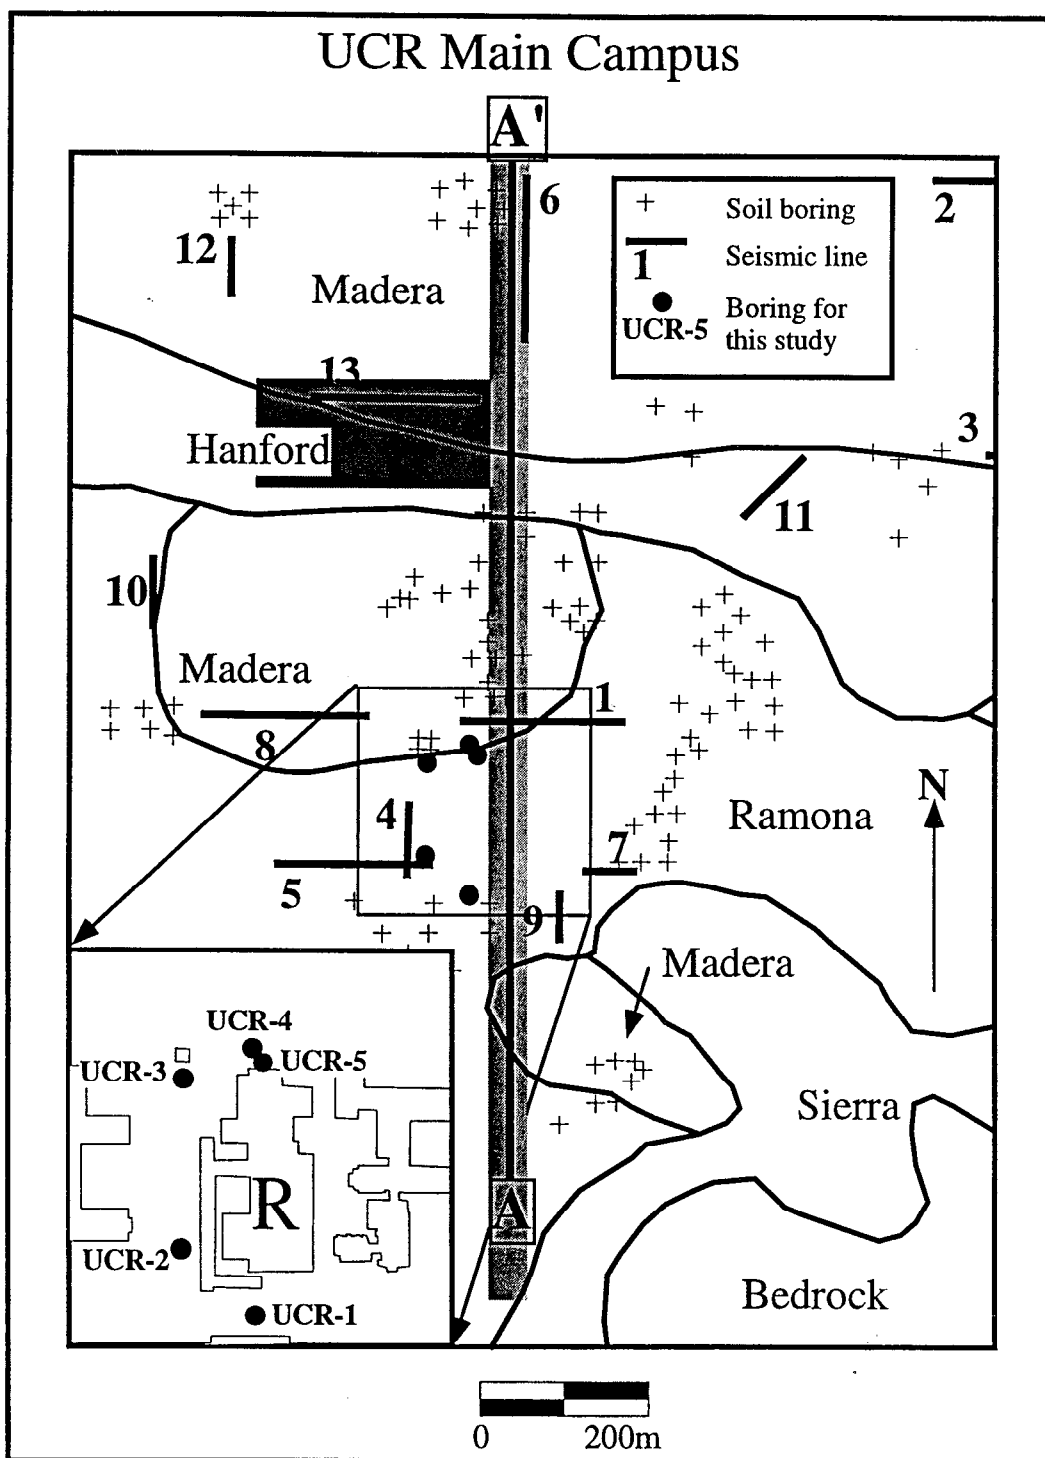 UCR Main Campus
A'
6
2
Soil boring
1
Seismic line
UCR-5
Boring for
this study
12
Madera
13
Hanford
3
11
10
Madera
1
8
4
N
Ramona
7
5
9
Madera
Sierra
A
Bedrock
UCR-4
UCR-5
UCR-3
R
UCR-2
UCR-1
0
200m